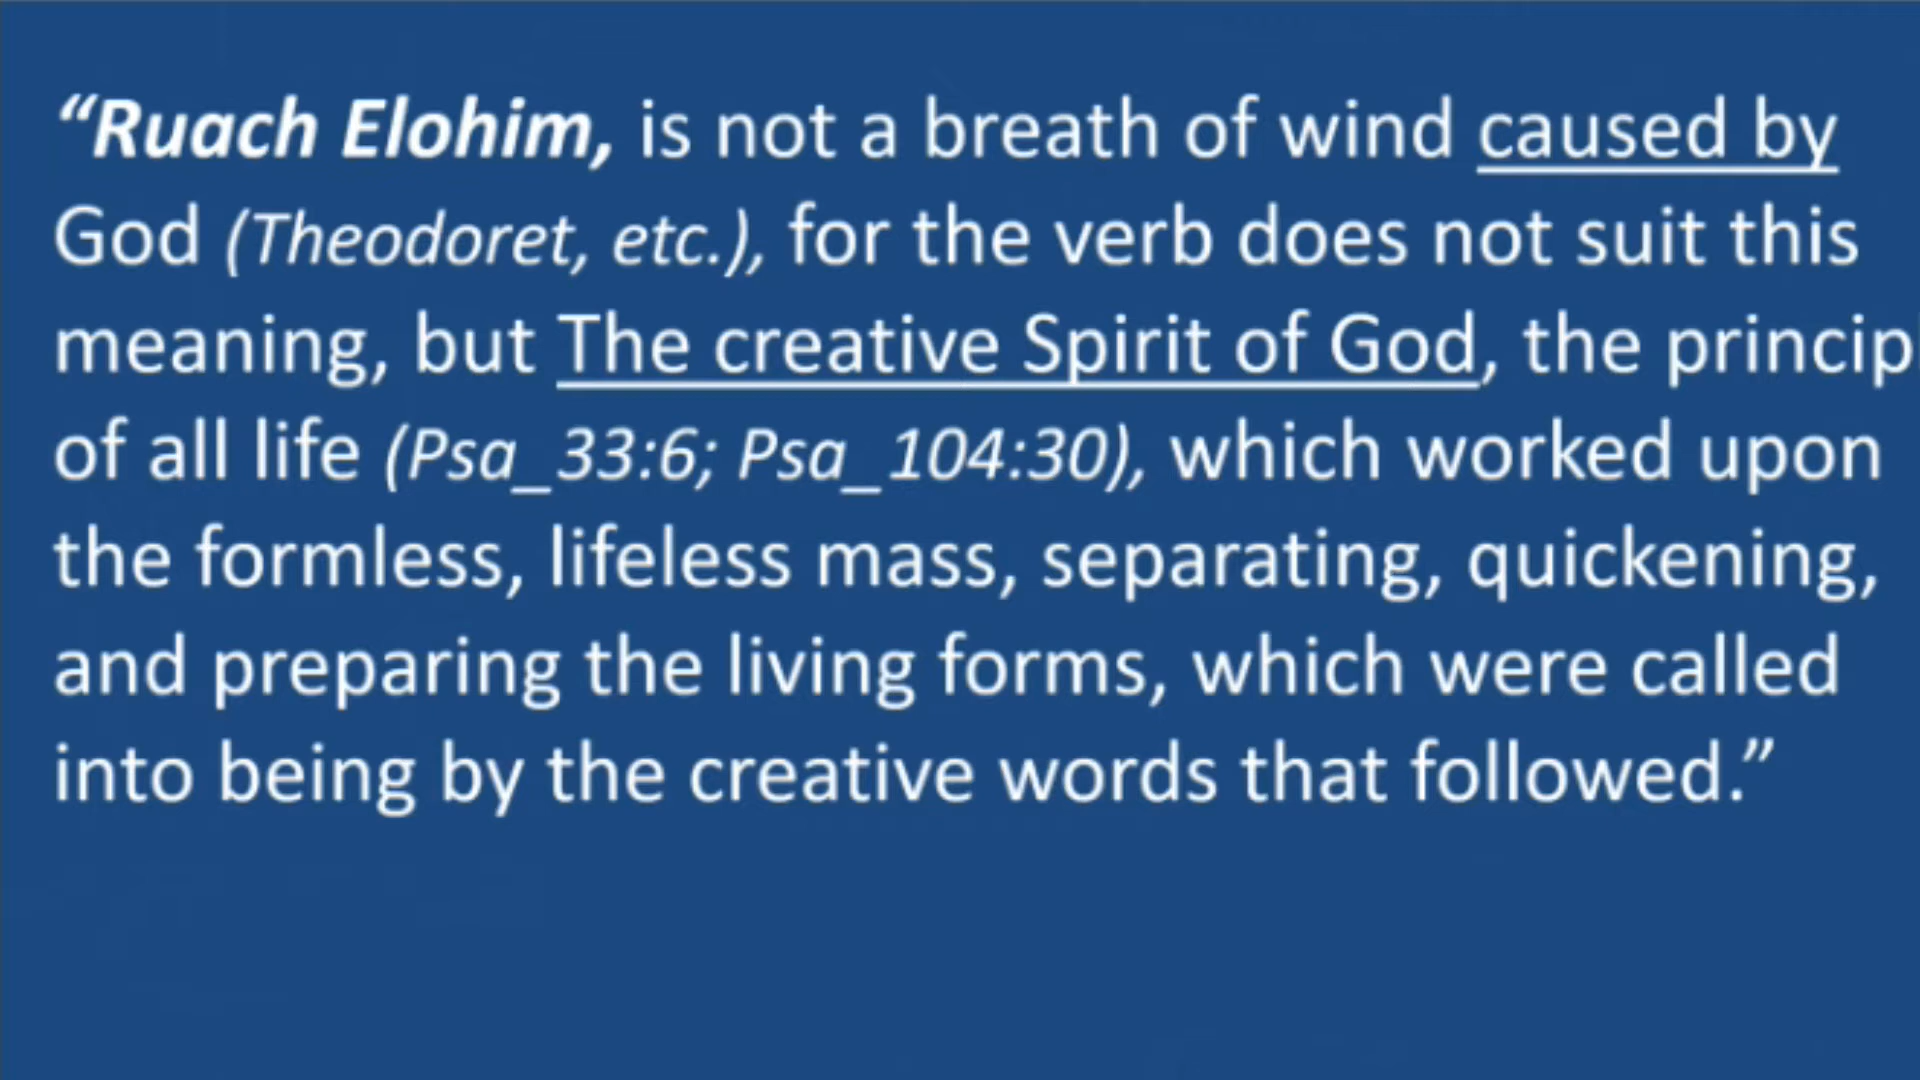 “Ruach Elohim, is not a breath of wind caused by
God (Theodoret, etc.), for the verb does not suit this
meaning, but The creative Spirit of God, the princip
of all life (Psa_33:6; Psa_104:30), which worked upon
the formless, lifeless mass, separating, quickening,
and preparing the living forms, which were called
into being by the creative words that followed.”